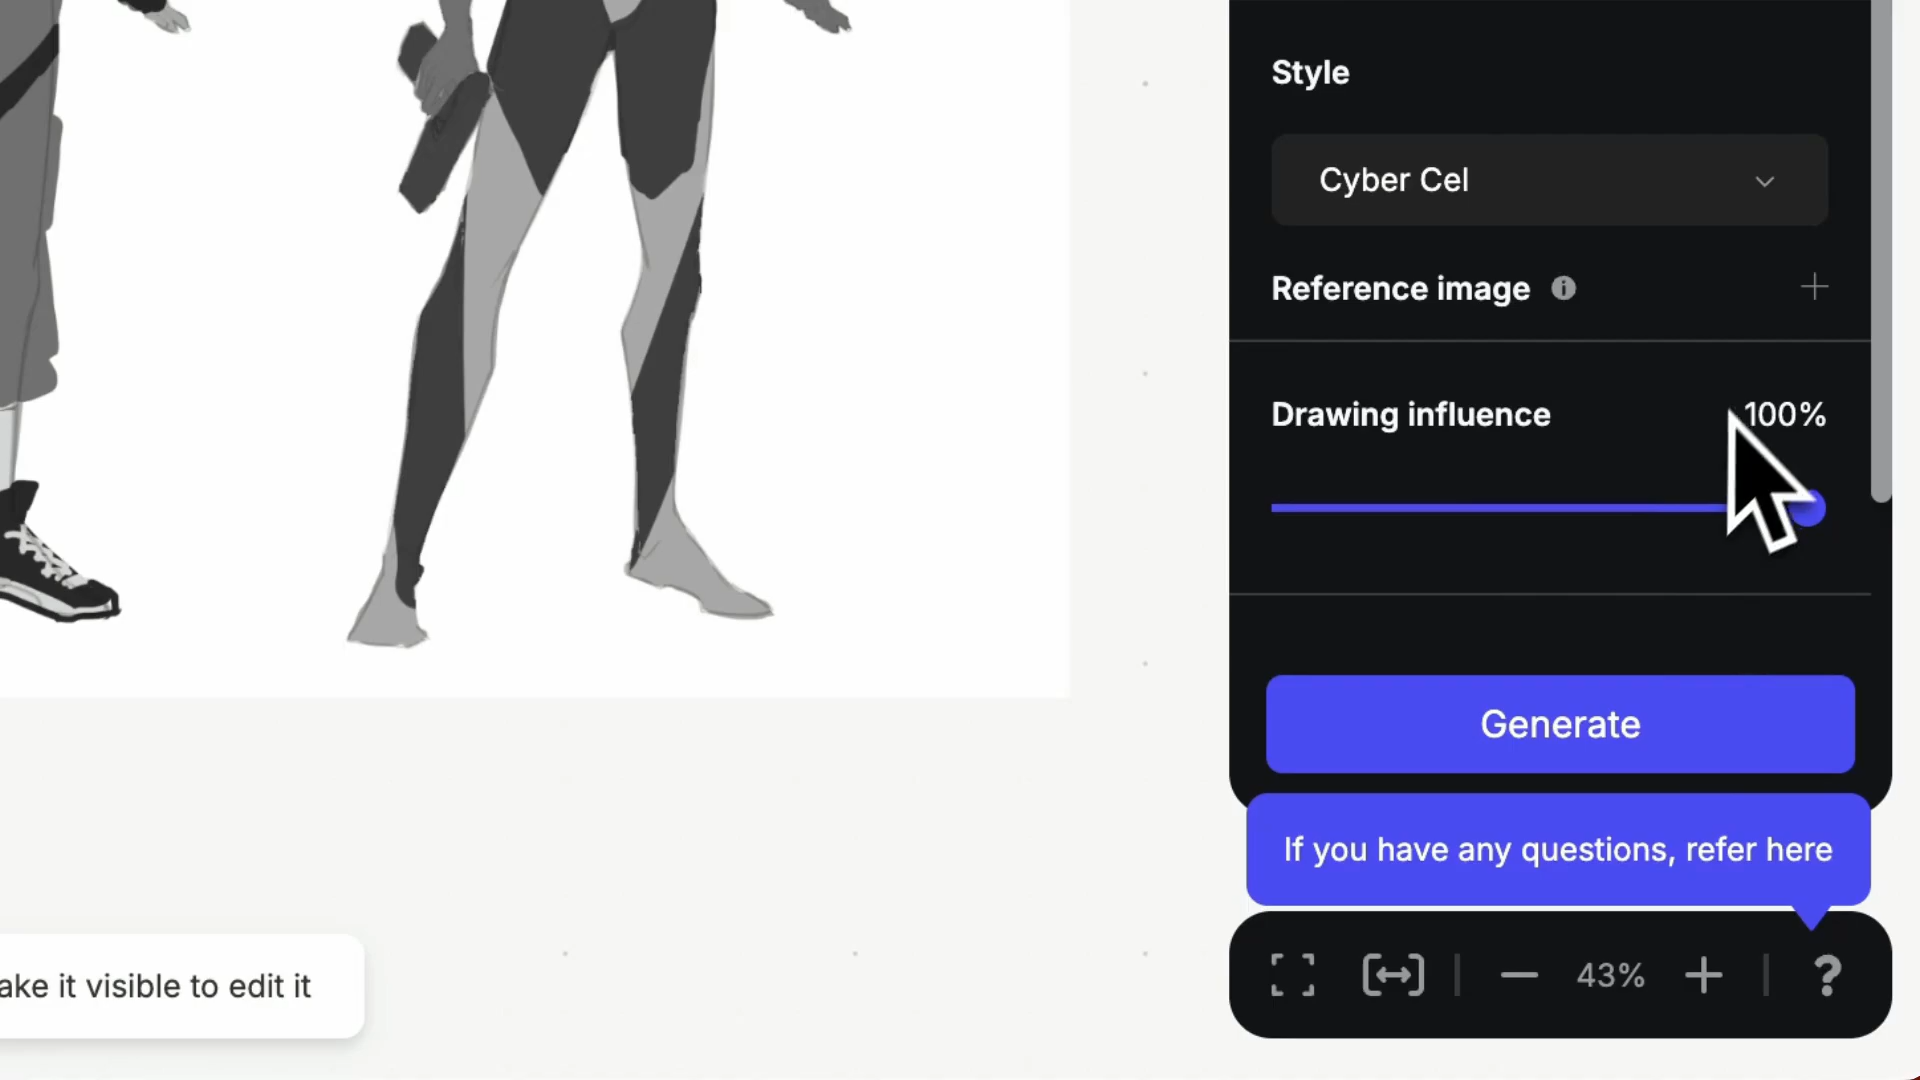 Style
Cyber Cel
Reference image
Drawing influence 100%
Generate
If you have any questions, refer here
ake it visible to edit it
43%
?